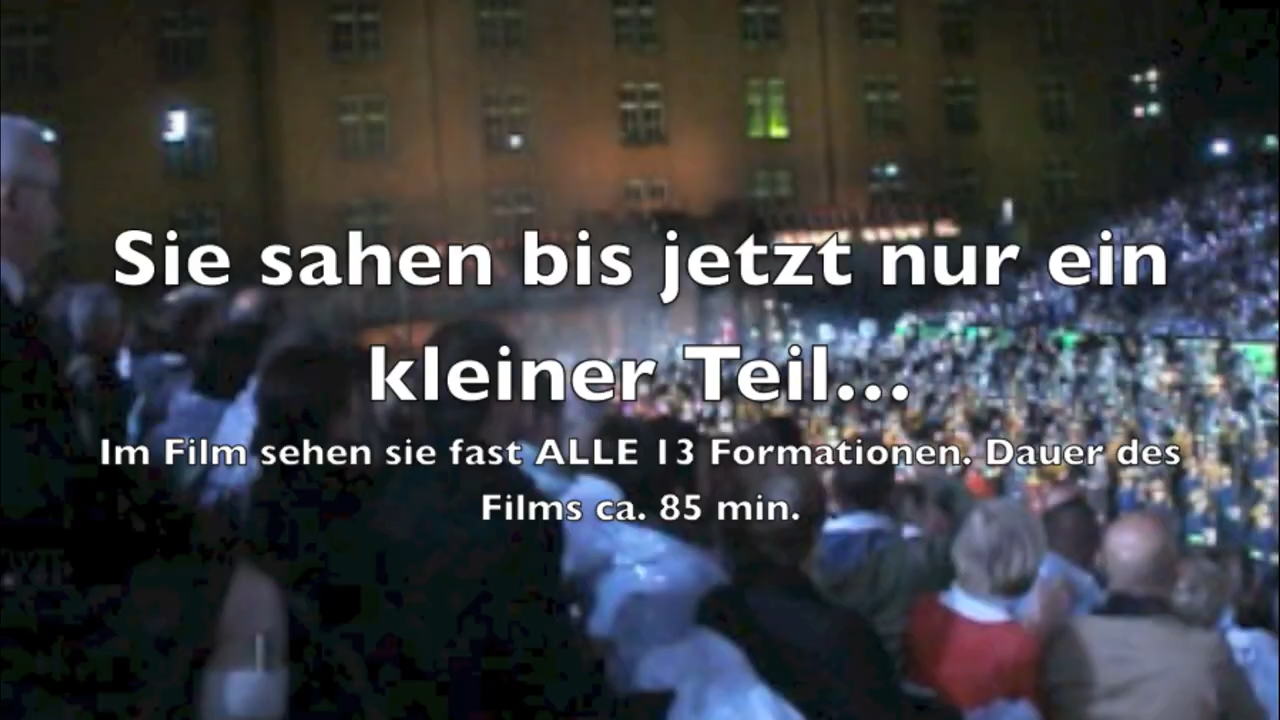 Sie sahen bis jetzt nur ein
kleiner Teil...
Im Film sehen sie fast ALLE 13 Formationen. Dauer des
Films ca. 85 min.